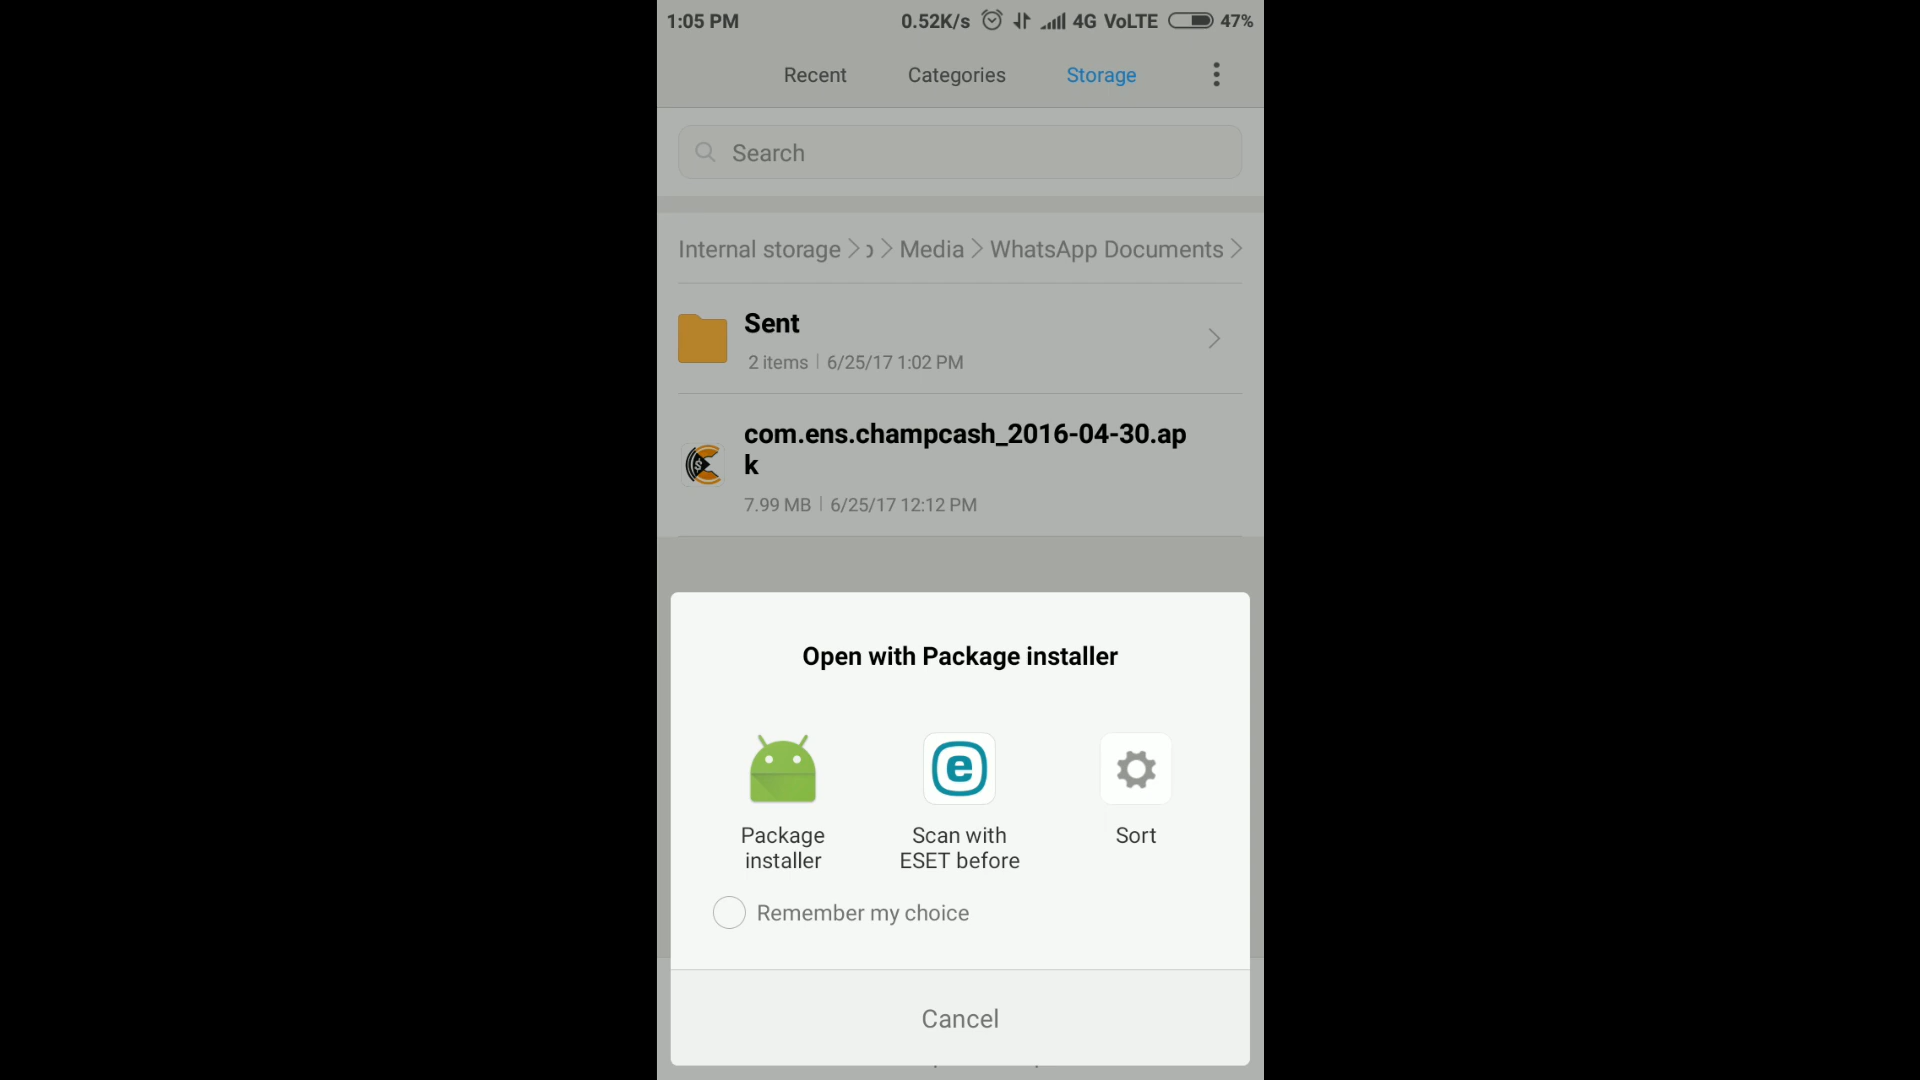 1:05 PM 0.52K/s 4G VoLTE 47%
Recent Categories Storage
Search
Internal storage Media WhatsApp Documents
Sent
2 items 6/25/17 1:02 PM
com.ens.champcash_2016-04-30.ap
k
7.99 MB 6/25/17 12:12 PM
Open with Package installer
Package
installer
Scan with
ESET before
Sort
Remember my choice
Cancel